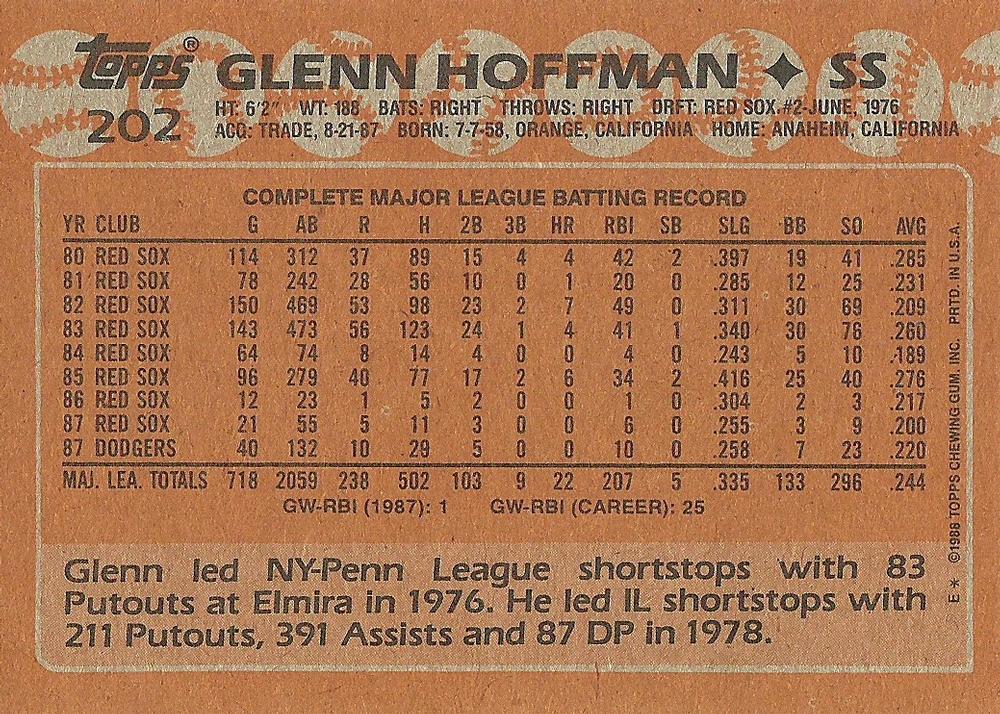 topps® GLENN HOFFMAN ✦ SS
202 HT: 6'2" WT: 188 BATS: RIGHT THROWS: RIGHT DRFT: RED SOX #2-JUNE, 1976
ACQ: TRADE, 8-21-87 BORN: 7-7-58, ORANGE, CALIFORNIA HOME: ANAHEIM, CALIFORNIA
COMPLETE MAJOR LEAGUE BATTING RECORD
YR CLUB G AB R H 2B 3B HR RBI SB SLG BB SO AVG
80 RED SOX 114 312 37 89 15 4 4 42 2 .397 19 41 .285
81 RED SOX 78 242 28 56 10 0 1 20 0 .285 12 25 .231
82 RED SOX 150 469 53 98 23 2 7 49 0 .311 30 69 .209
83 RED SOX 143 473 56 123 24 1 4 41 1 .340 30 76 .260
84 RED SOX 64 74 8 14 4 0 0 4 0 .243 5 10 .189
85 RED SOX 96 279 40 77 17 2 6 34 2 .416 25 40 .276
86 RED SOX 12 23 1 5 2 0 0 1 0 .304 2 3 .217
87 RED SOX 21 55 5 11 3 0 0 6 0 .255 3 9 .200
87 DODGERS 40 132 10 29 5 0 0 10 0 .258 7 23 .220
MAJ. LEA. TOTALS 718 2059 238 502 103 9 22 207 5 .335 133 296 .244
GW-RBI (1987): 1 GW-RBI (CAREER): 25
Glenn led NY-Penn League shortstops with 83
Putouts at Elmira in 1976. He led IL shortstops with
211 Putouts, 391 Assists and 87 DP in 1978.
E* ©1988 TOPPS CHEWING GUM. INC. PRTD. IN U.S.A.